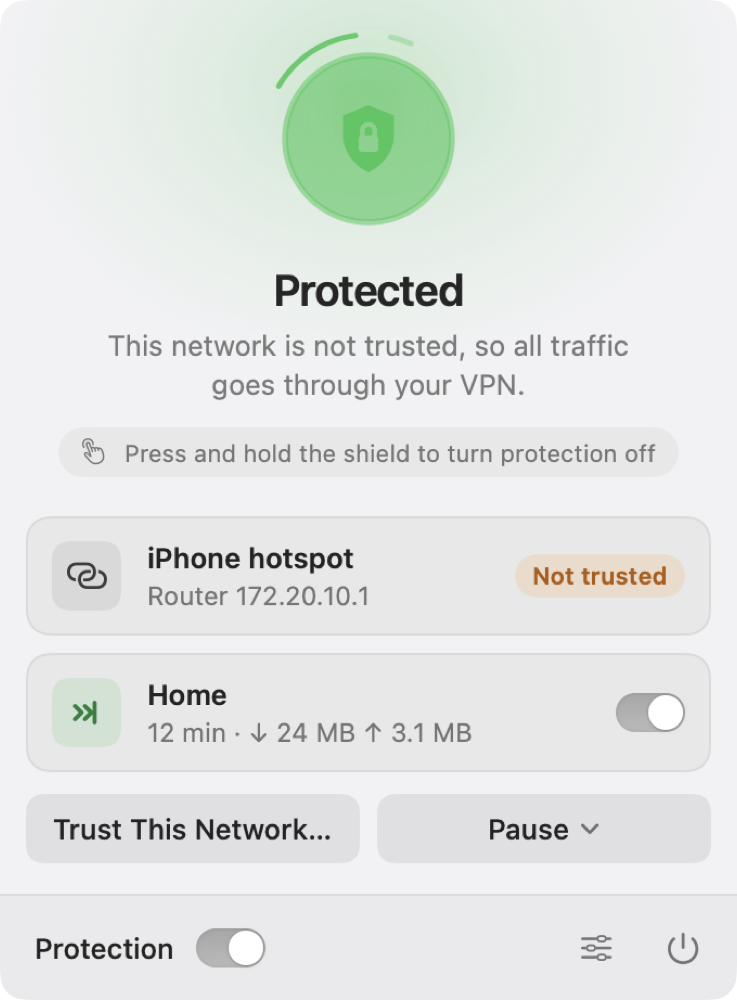 Protected
This network is not trusted, so all traffic
goes through your VPN.
Press and hold the shield to turn protection off
iPhone hotspot
Router 172.20.10.1
Not trusted
Home
12 min · ↓ 24 MB ↑ 3.1 MB
Trust This Network...
Pause
Protection